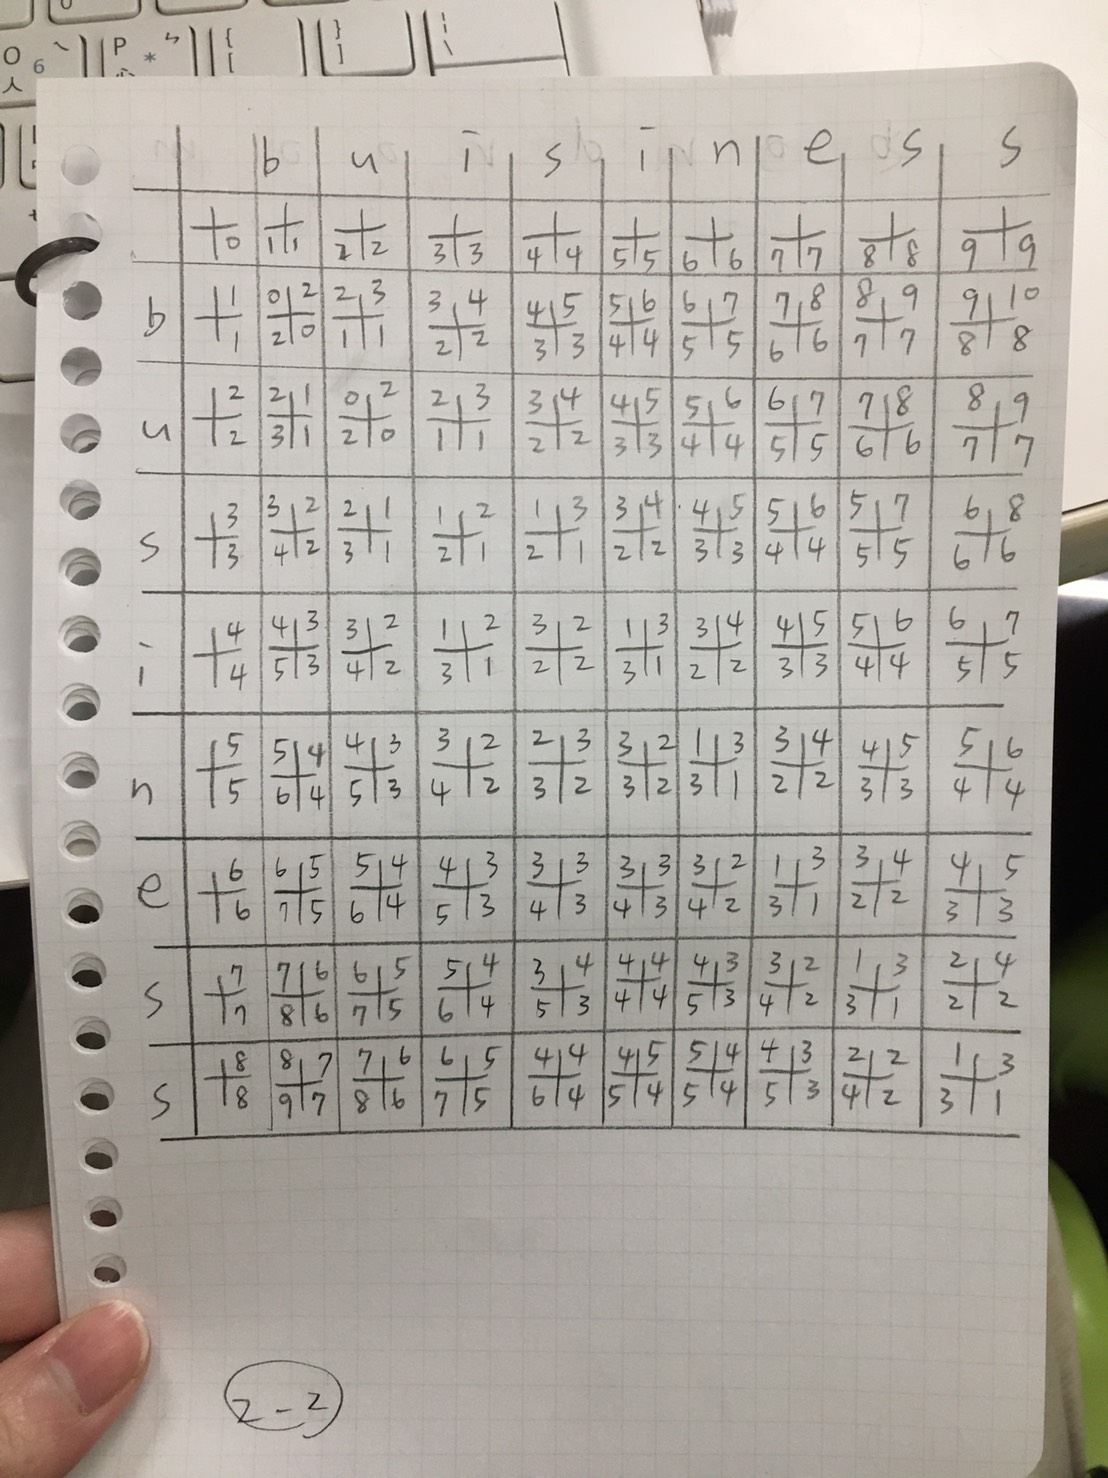 O 6 ˋ P * ㄣ { }
[ ] \
b u i s i n e s s
0 1 1 2 2 3 3 4 4 5 5 6 6 7 7 8 8 9 9
b 1 0 2 2 3 3 4 4 5 5 6 6 7 7 8 8 9 9 10
1 2 0 1 1 2 2 3 3 4 4 5 5 6 6 7 7 8 8
u 2 2 1 0 2 2 3 3 4 4 5 5 6 6 7 7 8 8 9
2 3 1 2 0 1 1 2 2 3 3 4 4 5 5 6 6 7 7
s 3 3 2 2 1 1 2 1 3 3 4 4 5 5 6 5 7 6 8
3 4 2 3 1 2 1 2 1 2 2 3 3 4 4 5 5 6 6
i 4 4 3 3 2 1 2 3 2 1 3 3 4 4 5 5 6 6 7
4 5 3 4 2 3 1 2 2 3 1 2 2 3 3 4 4 5 5
n 5 5 4 4 3 3 2 2 3 3 2 1 3 3 4 4 5 5 6
5 6 4 5 3 4 2 3 2 3 2 3 1 2 2 3 3 4 4
e 6 6 5 5 4 4 3 3 3 3 3 3 2 1 3 3 4 4 5
6 7 5 6 4 5 3 4 3 4 3 4 2 3 1 2 2 3 3
s 7 7 6 6 5 5 4 3 4 4 4 4 3 3 2 1 3 2 4
7 8 6 7 5 6 4 5 3 4 4 5 3 4 2 3 1 2 2
s 8 8 7 7 6 6 5 4 4 4 5 5 4 4 3 2 2 1 3
8 9 7 8 6 7 5 6 4 5 4 5 4 5 3 4 2 3 1
2-2